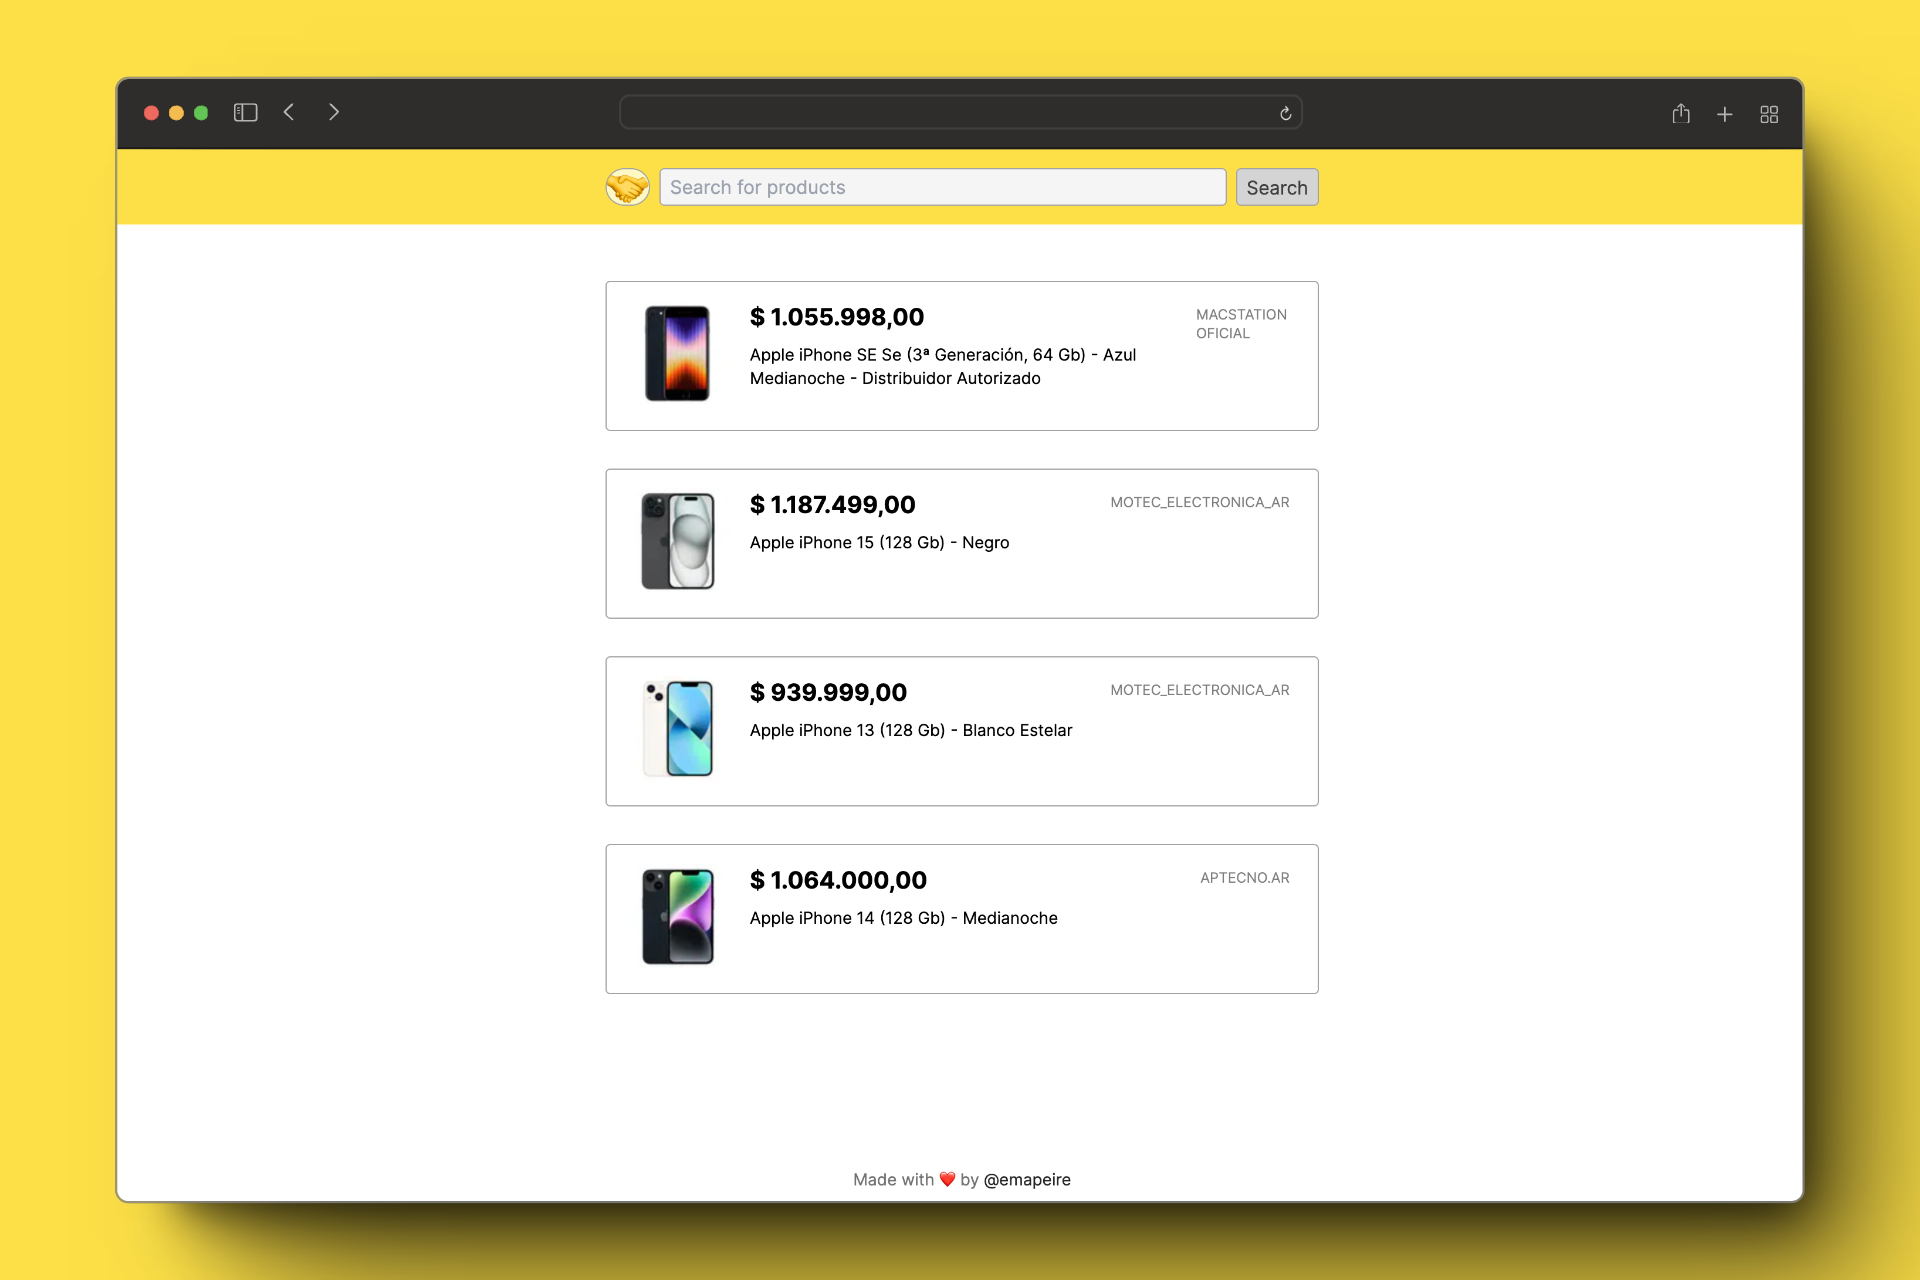 Search for products
Search
$ 1.055.998,00
MACSTATION
OFICIAL
Apple iPhone SE Se (3ª Generación, 64 Gb) - Azul
Medianoche - Distribuidor Autorizado
$ 1.187.499,00
MOTEC_ELECTRONICA_AR
Apple iPhone 15 (128 Gb) - Negro
$ 939.999,00
MOTEC_ELECTRONICA_AR
Apple iPhone 13 (128 Gb) - Blanco Estelar
$ 1.064.000,00
APTECNO.AR
Apple iPhone 14 (128 Gb) - Medianoche
Made with ❤️ by @emapeire